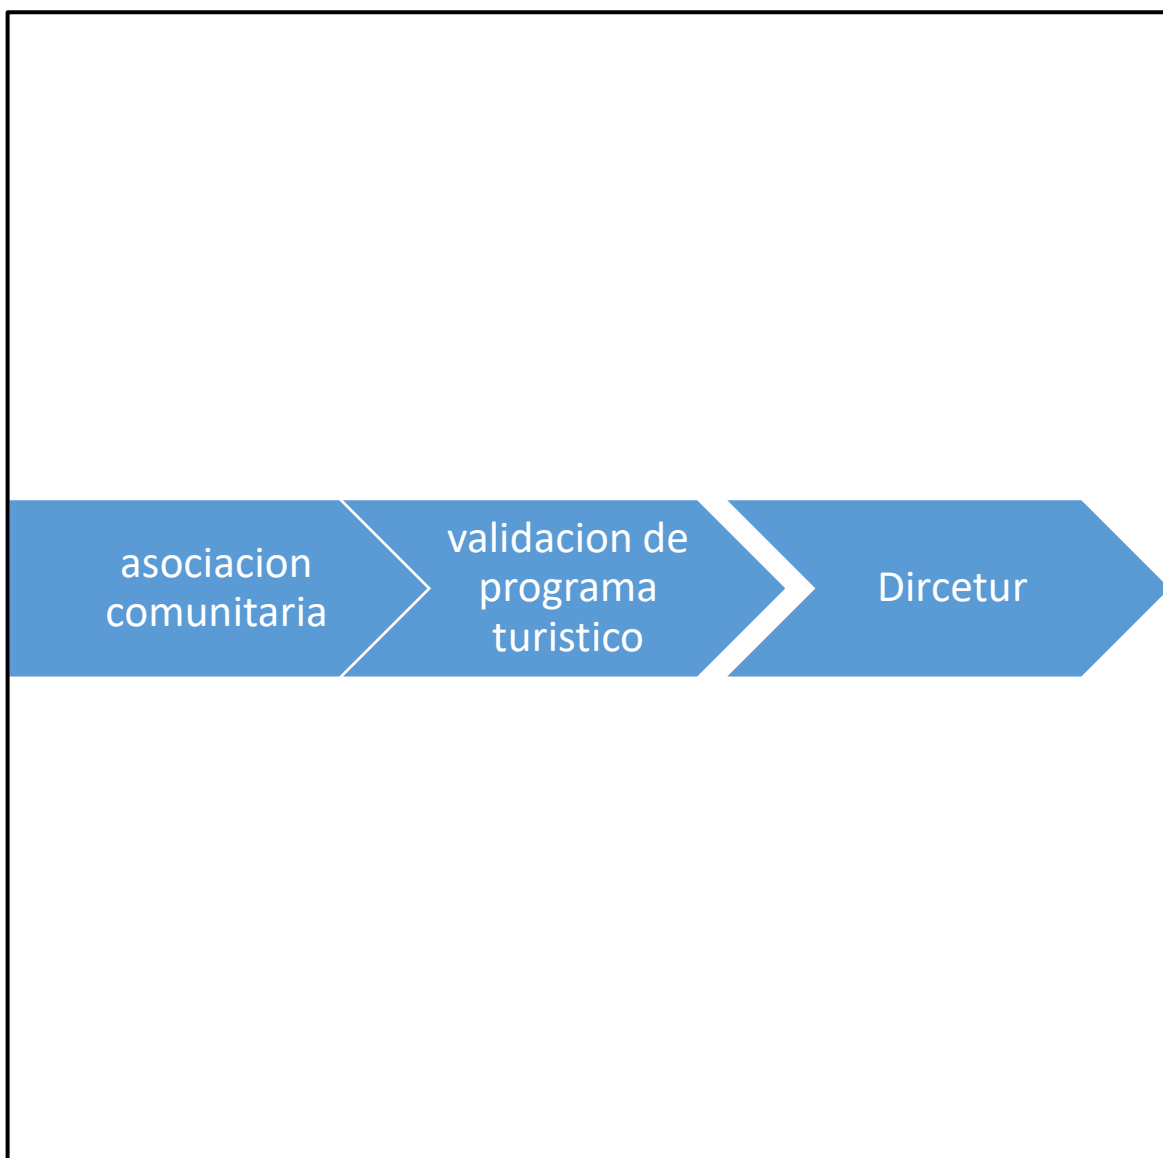 asociacion
comunitaria
validacion de
programa
turistico
Dircetur